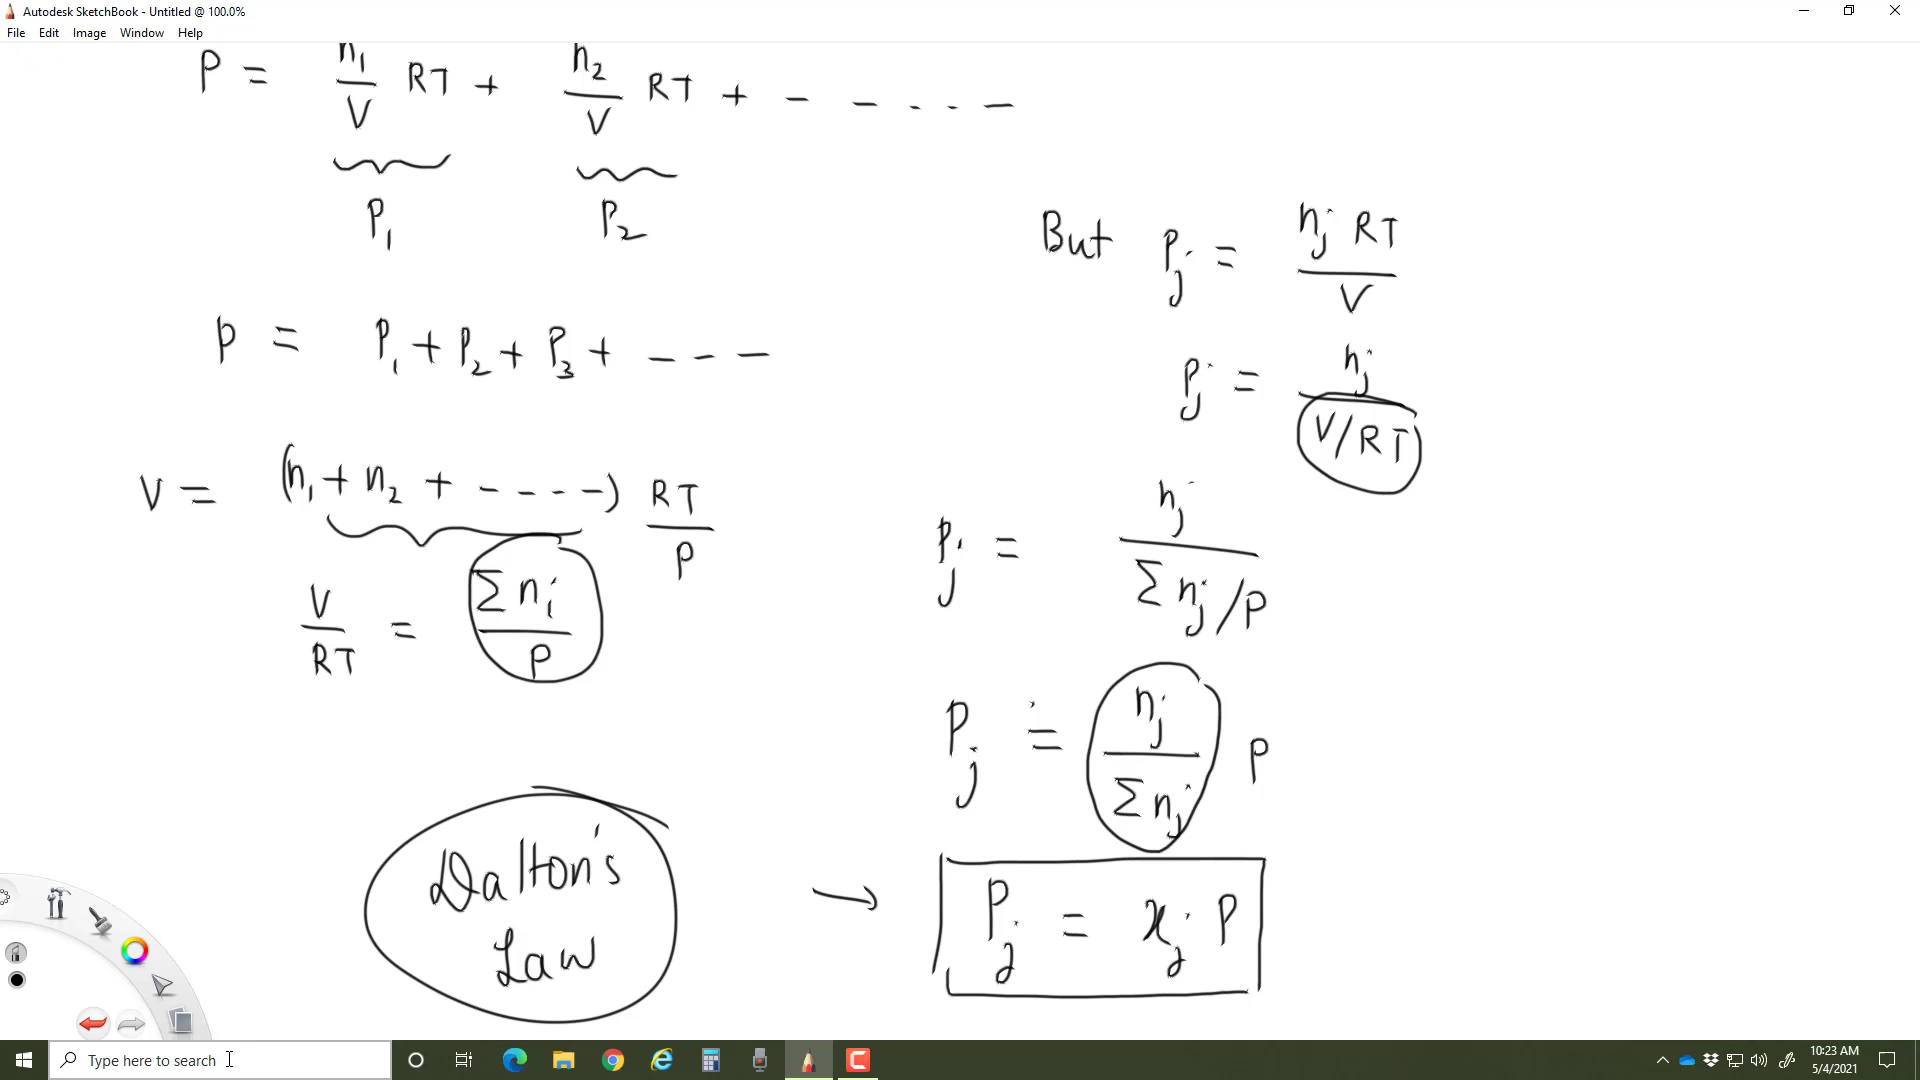 Autodesk SketchBook - Untitled @ 100.0%
File Edit Image Window Help
P = n₁/V RT + n₂/V RT + - - - - -
P₁ P₂
P = P₁ + P₂ + P₃ + - - -
V = (n₁ + n₂ + - - - - -) RT/P
V/RT = Σnᵢ/P
Dalton's
Law
But Pⱼ = nⱼ RT/V
Pⱼ = nⱼ/(V/RT)
Pⱼ = nⱼ/(Σnⱼ/P)
Pⱼ = nⱼ/Σnⱼ P
→ Pⱼ = xⱼ P
Type here to search
10:23 AM
5/4/2021